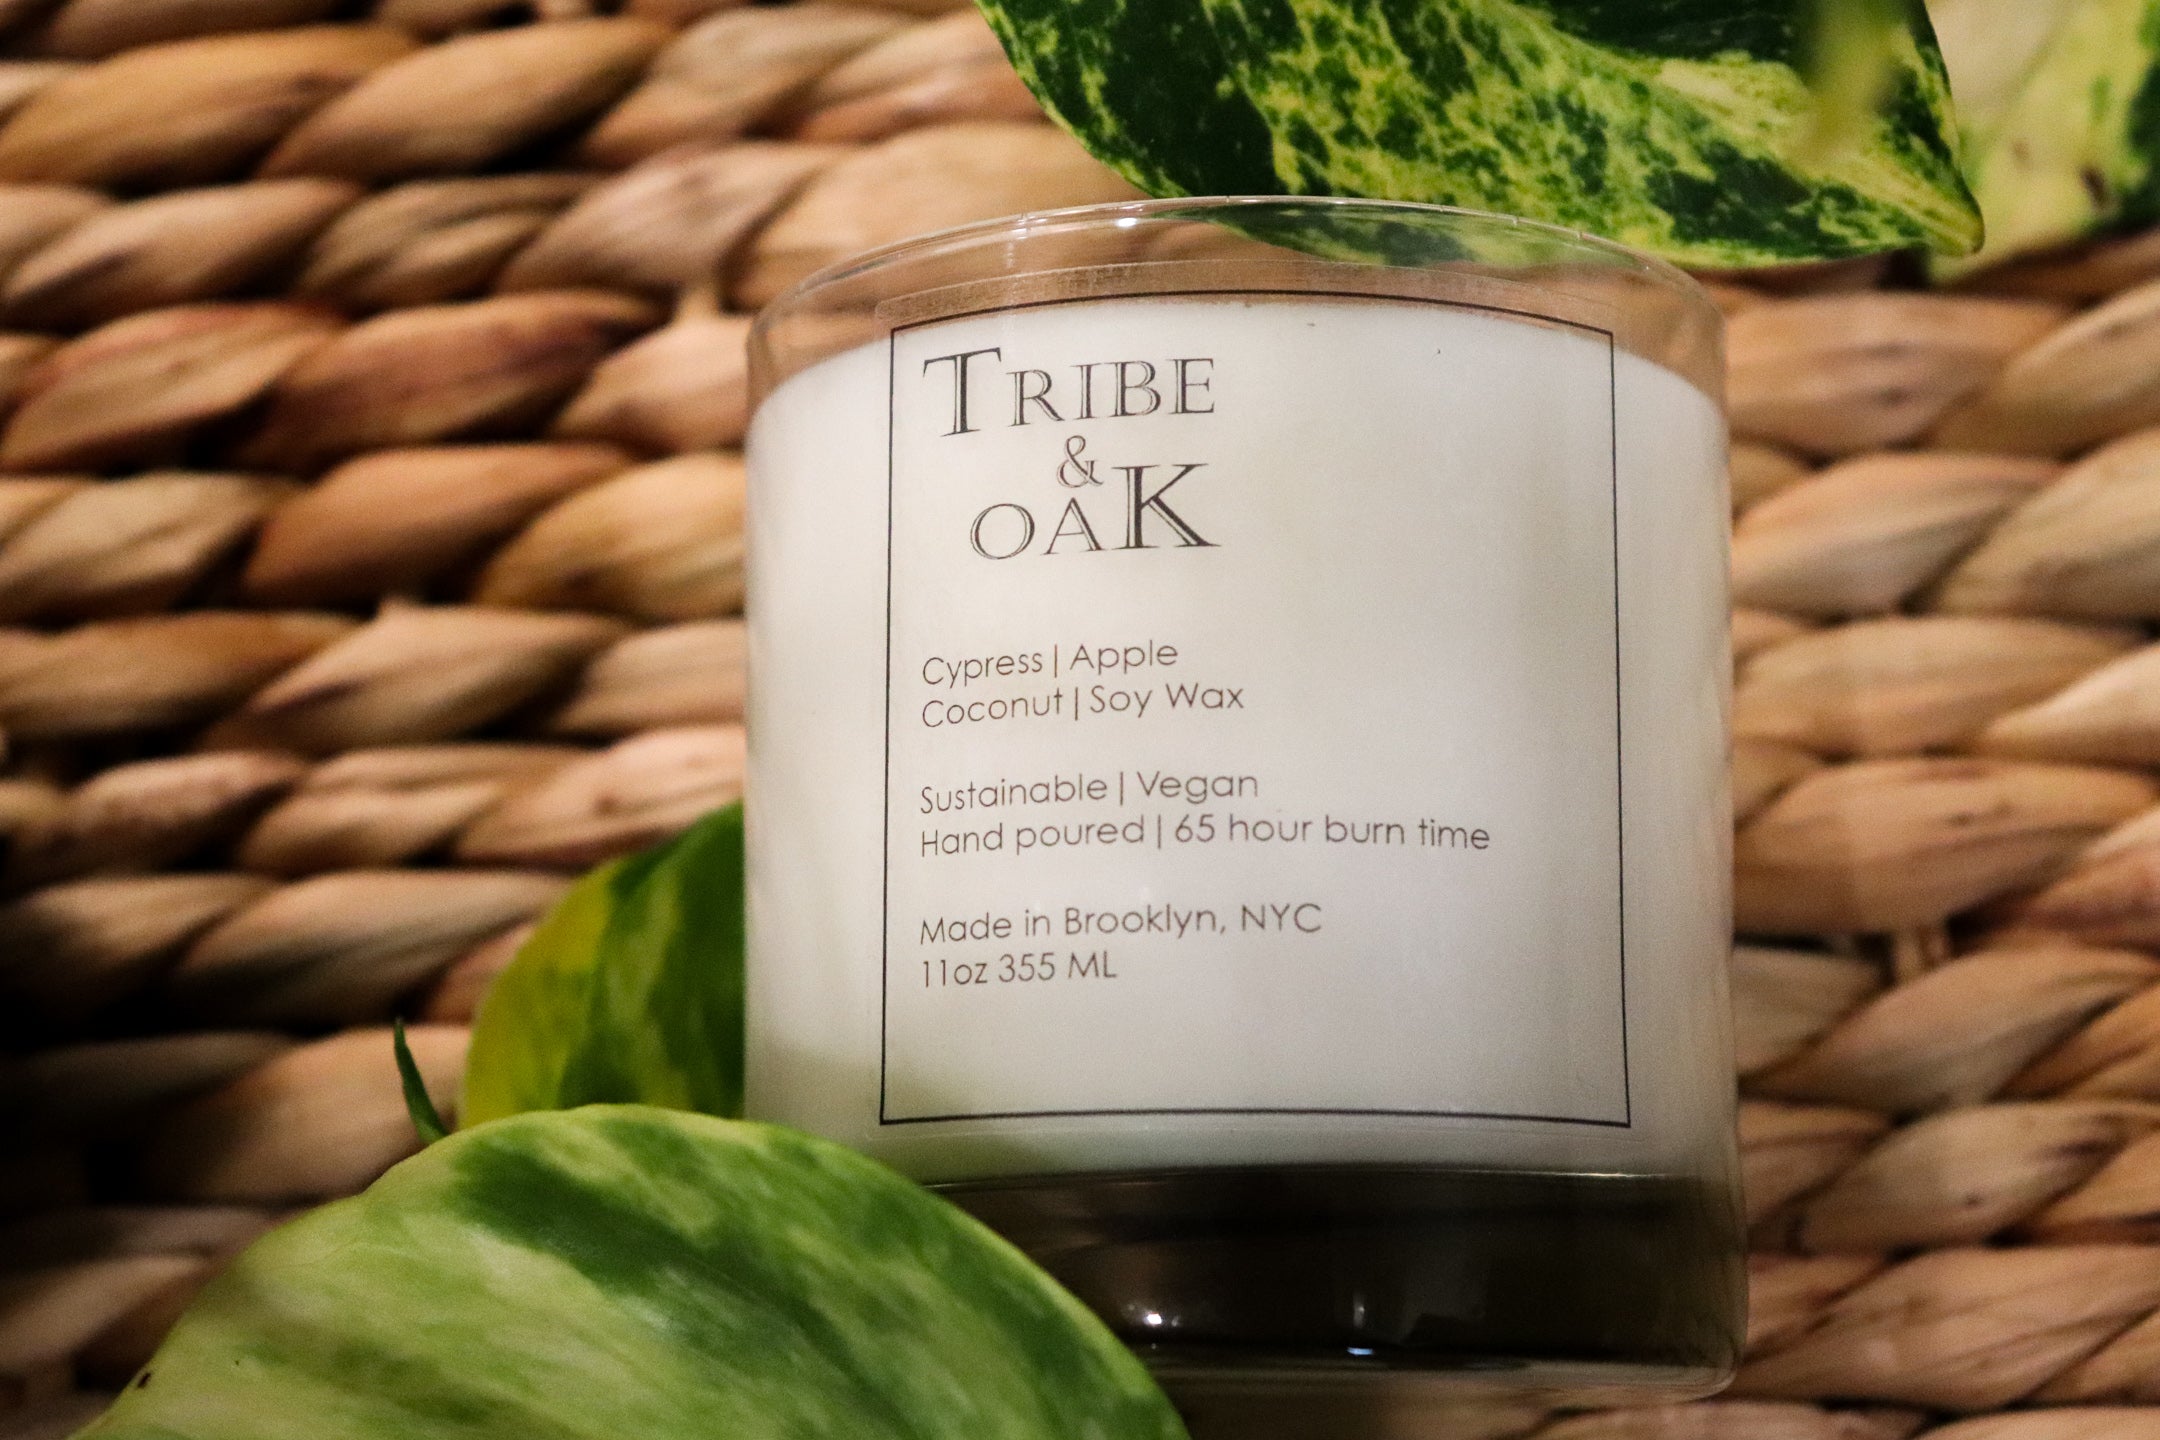 TRIBE
&
OAK
Cypress | Apple
Coconut | Soy Wax
Sustainable | Vegan
Hand poured | 65 hour burn time
Made in Brooklyn, NYC
11oz 355 ML